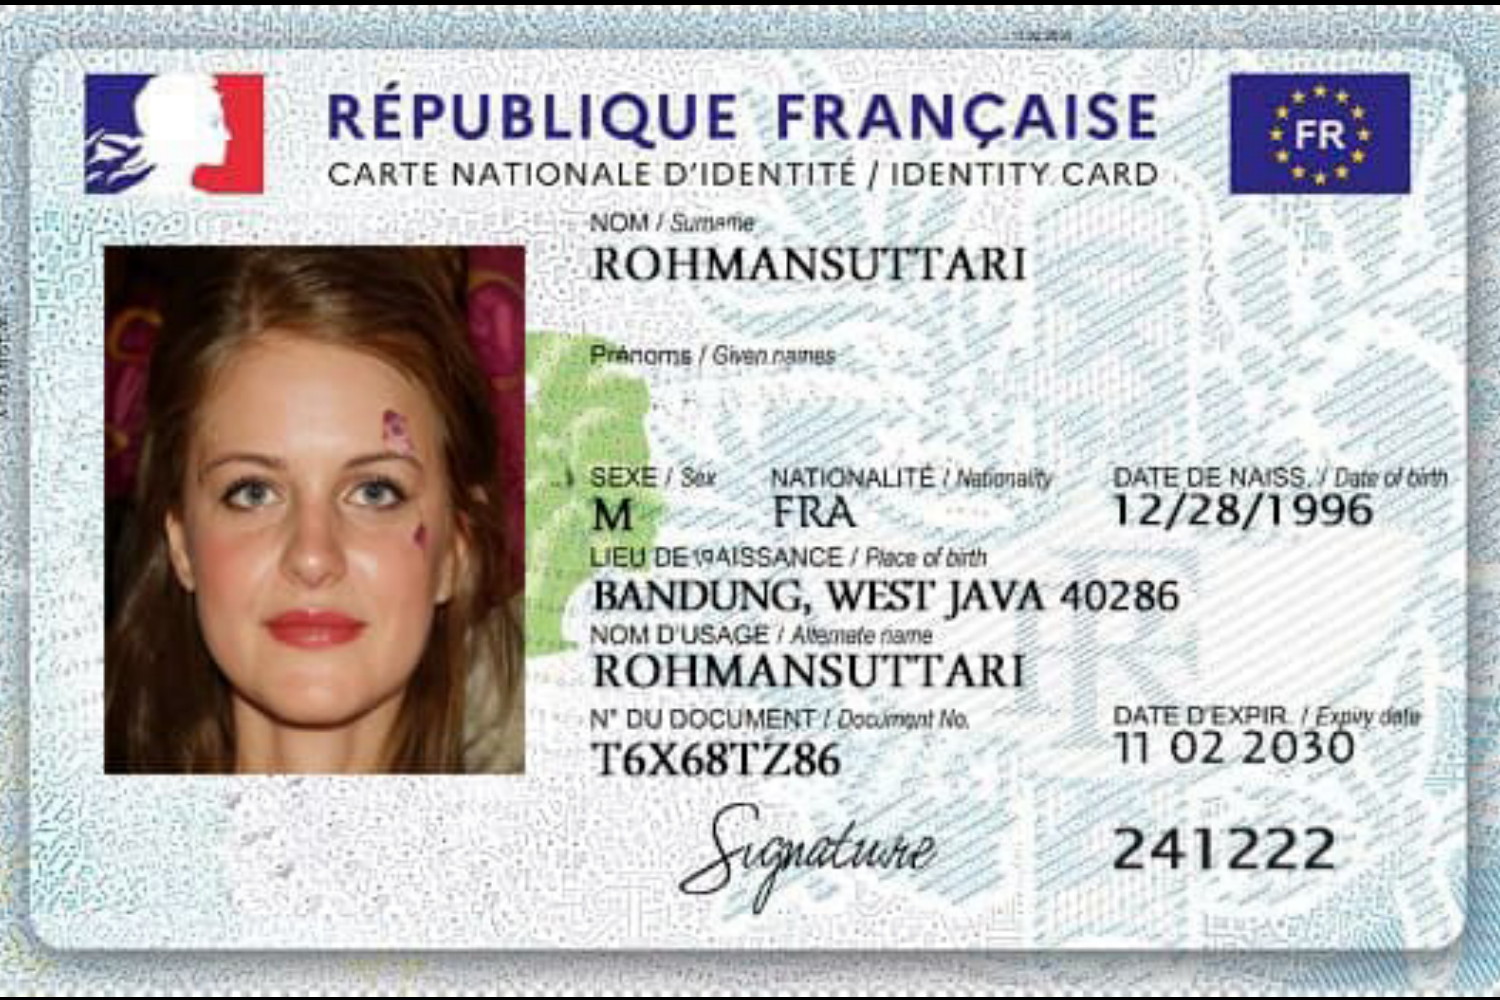 RÉPUBLIQUE FRANÇAISE
FR
CARTE NATIONALE D'IDENTITÉ / IDENTITY CARD
NOM / Surname
ROHMANSUTTARI
Prénoms / Given names
SEXE / Sex NATIONALITÉ / Nationality DATE DE NAISS. / Date of birth
M FRA 12/28/1996
LIEU DE NAISSANCE / Place of birth
BANDUNG, WEST JAVA 40286
NOM D'USAGE / Alternate name
ROHMANSUTTARI
N° DU DOCUMENT / Document No. DATE D'EXPIR. / Expiry date
T6X68TZ86 11 02 2030
Signature 241222